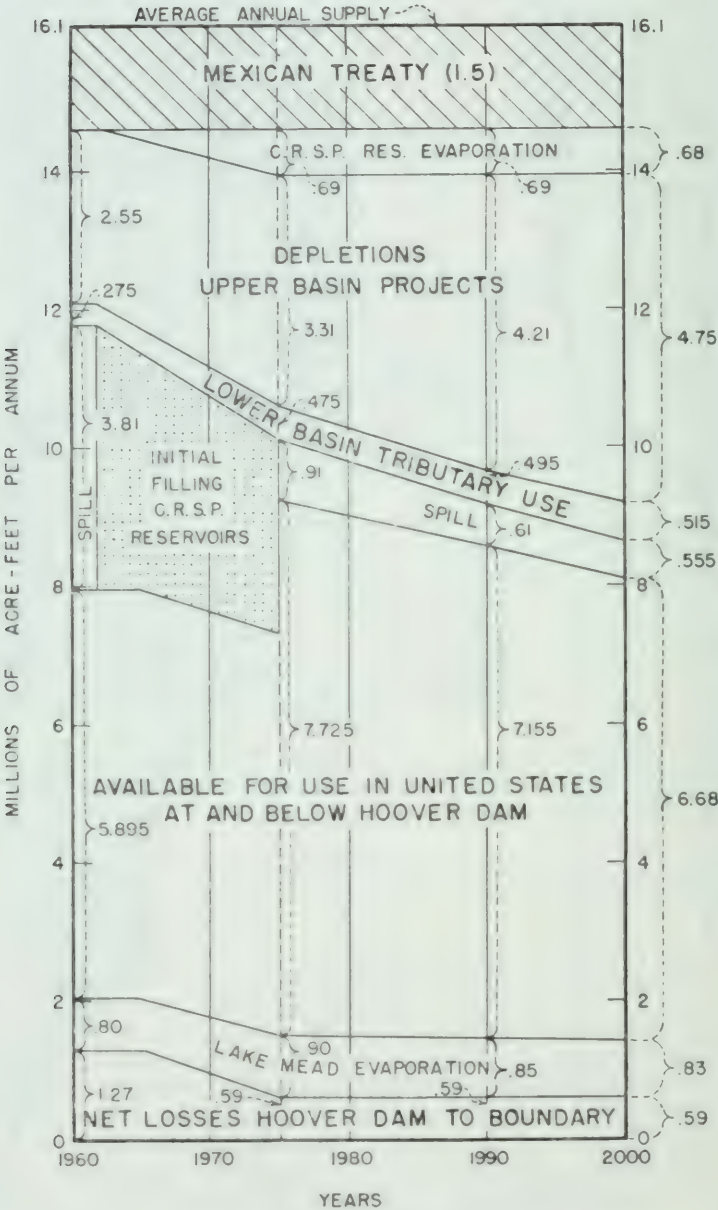 AVERAGE ANNUAL SUPPLY
16.1 16.1
MEXICAN TREATY (1.5)
C.R.S.P. RES. EVAPORATION .68
14 .69 .69 14
2.55
DEPLETIONS
UPPER BASIN PROJECTS
.275
12 3.31 4.21 12 4.75
.475
LOWER BASIN TRIBUTARY USE
3.81
10 .495 10
INITIAL
FILLING
C.R.S.P.
RESERVOIRS
.91
SPILL
SPILL .61 .515
.555
8 8
MILLIONS OF ACRE-FEET PER ANNUM
6 7.725 7.155 6
AVAILABLE FOR USE IN UNITED STATES
AT AND BELOW HOOVER DAM
6.68
5.895
4 4
2 2
.80
LAKE MEAD EVAPORATION
.90 .85 .83
1.27 .59 .59 .59
NET LOSSES HOOVER DAM TO BOUNDARY
0 0
1960 1970 1980 1990 2000
YEARS